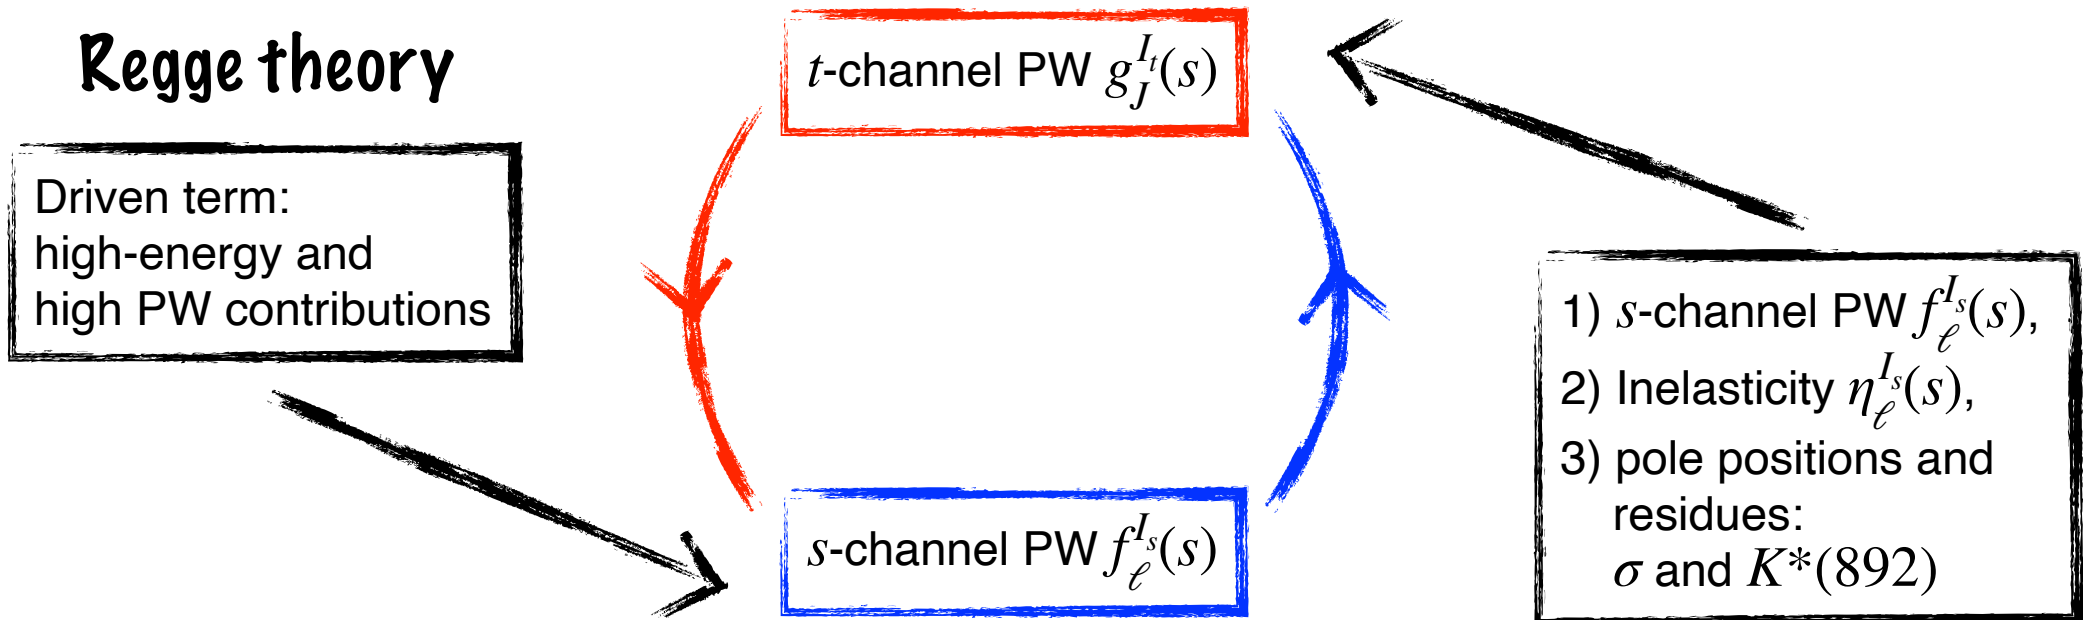 Regge theory
Driven term:
high-energy and
high PW contributions
t-channel PW g_J^{I_t}(s)
s-channel PW f_ℓ^{I_s}(s)
1) s-channel PW f_ℓ^{I_s}(s),
2) Inelasticity η_ℓ^{I_s}(s),
3) pole positions and
residues:
σ and K*(892)